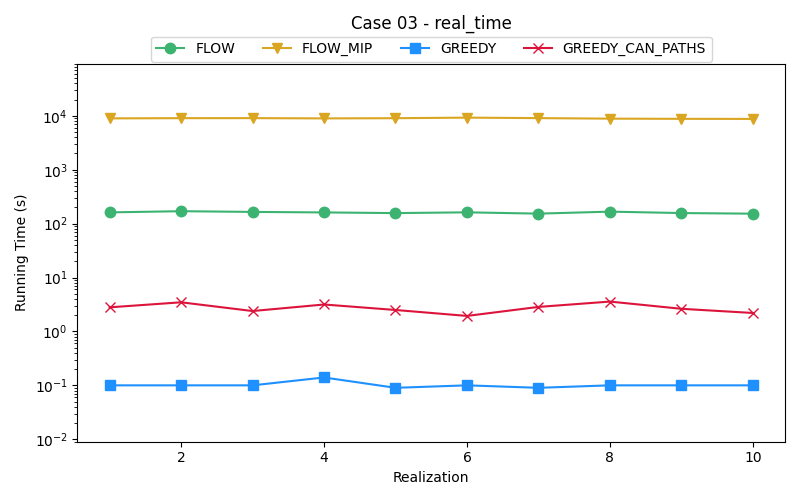 Case 03 - real_time
FLOW FLOW_MIP GREEDY GREEDY_CAN_PATHS
10^4
10^3
10^2
10^1
10^0
10^-1
10^-2
Running Time (s)
2 4 6 8 10
Realization